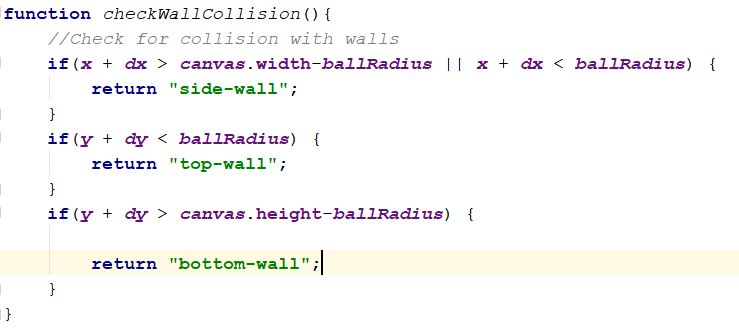 function checkWallCollision(){
    //Check for collision with walls
    if(x + dx > canvas.width-ballRadius || x + dx < ballRadius) {
        return "side-wall";
    }
    if(y + dy < ballRadius) {
        return "top-wall";
    }
    if(y + dy > canvas.height-ballRadius) {

        return "bottom-wall";
    }
}